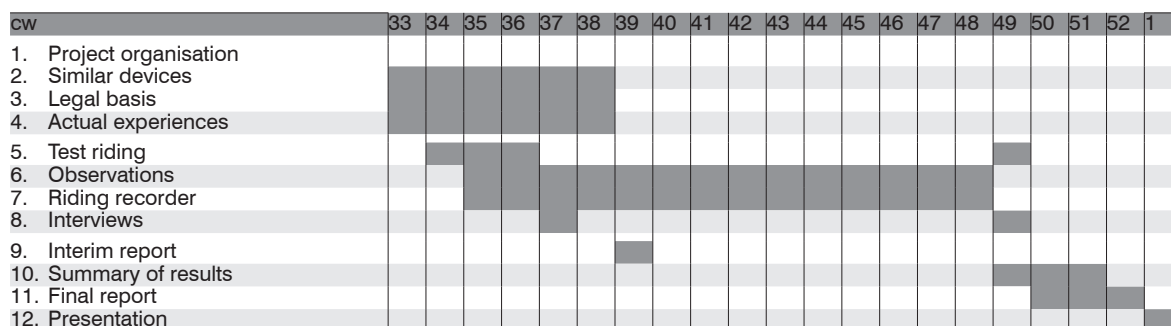 cw 33 34 35 36 37 38 39 40 41 42 43 44 45 46 47 48 49 50 51 52 1
1. Project organisation
2. Similar devices
3. Legal basis
4. Actual experiences
5. Test riding
6. Observations
7. Riding recorder
8. Interviews
9. Interim report
10. Summary of results
11. Final report
12. Presentation